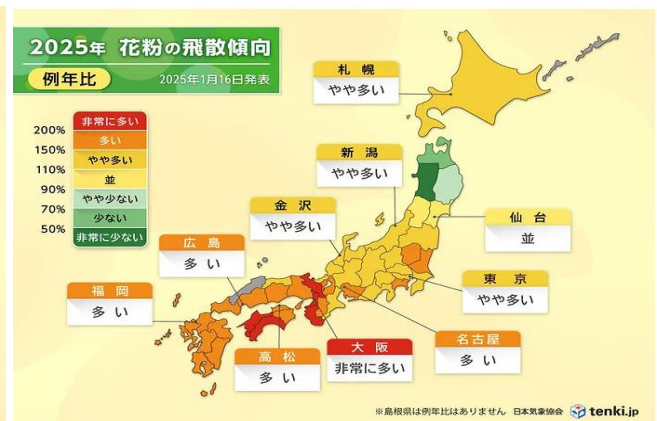 2025年 花粉の飛散傾向
例年比
2025年1月16日発表
200%
150%
110%
90%
70%
50%
非常に多い
多い
やや多い
並
やや少ない
少ない
非常に少ない
札幌
やや多い
新潟
やや多い
金沢
やや多い
仙台
並
広島
多い
東京
やや多い
福岡
多い
名古屋
多い
高松
多い
大阪
非常に多い
※島根県は例年比はありません 日本気象協会 tenki.jp